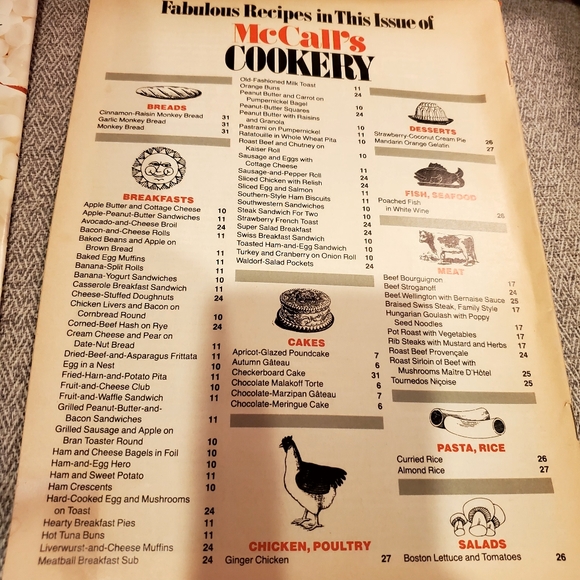 Fabulous Recipes in This Issue of
McCall's
COOKERY
BREADS
Cinnamon-Raisin Monkey Bread 31
Garlic Monkey Bread 31
Monkey Bread 31
BREAKFASTS
Apple Butter and Cottage Cheese
Apple-Peanut-Butter Sandwiches 10
Avocado-and-Cheese Broil 11
Bacon-and-Cheese Rolls 24
Baked Beans and Apple on
Brown Bread 11
Baked Egg Muffins 11
Banana-Split Rolls 11
Banana-Yogurt Sandwiches 10
Casserole Breakfast Sandwich 11
Cheese-Stuffed Doughnuts 24
Chicken Livers and Bacon on
Cornbread Round 10
Corned-Beef Hash on Rye 24
Cream Cheese and Pear on
Date-Nut Bread 11
Dried-Beef-and-Asparagus Frittata 11
Egg in a Nest 10
Fried-Ham-and-Potato Pita 11
Fruit-and-Cheese Club 10
Fruit-and-Waffle Sandwich 11
Grilled Peanut-Butter-and-
Bacon Sandwiches 11
Grilled Sausage and Apple on
Bran Toaster Round 10
Ham and Cheese Bagels in Foil 10
Ham-and-Egg Hero 10
Ham and Sweet Potato 11
Ham Crescents 10
Hard-Cooked Egg and Mushrooms
on Toast 24
Hearty Breakfast Pies 11
Hot Tuna Buns 11
Liverwurst-and-Cheese Muffins 24
Meatball Breakfast Sub 24
Old-Fashioned Milk Toast
Orange Buns 11
Peanut Butter and Carrot on 24
Pumpernickel Bagel
Peanut-Butter Squares 10
Peanut Butter with Raisins 24
and Granola
Pastrami on Pumpernickel 10
Ratatouille in Whole Wheat Pita 11
Roast Beef and Chutney on
Kaiser Roll 10
Sausage and Eggs with
Cottage Cheese
Sausage-and-Pepper Roll 11
Sliced Chicken with Relish 24
Sliced Egg and Salmon 24
Southern-Style Ham Biscuits 11
Southwestern Sandwiches 10
Steak Sandwich For Two 10
Strawberry French Toast 24
Super Salad Breakfast 24
Swiss Breakfast Sandwich 10
Toasted Ham-and-Egg Sandwich 10
Turkey and Cranberry on Onion Roll 10
Waldorf-Salad Pockets 24
CAKES
Apricot-Glazed Poundcake 7
Autumn Gâteau 6
Checkerboard Cake 31
Chocolate Malakoff Torte 6
Chocolate-Marzipan Gâteau 7
Chocolate-Meringue Cake 6
CHICKEN, POULTRY
Ginger Chicken 27
DESSERTS
Strawberry-Coconut Cream Pie 26
Mandarin Orange Gelatin 27
FISH, SEAFOOD
Poached Fish
in White Wine 26
MEAT
Beef Bourguignon
Beef Stroganoff 17
Beef Wellington with Bernaise Sauce 25
Braised Swiss Steak, Family Style 17
Hungarian Goulash with Poppy
Seed Noodles 17
Pot Roast with Vegetables 17
Rib Steaks with Mustard and Herbs 17
Roast Beef Provençale 24
Roast Sirloin of Beef with
Mushrooms Maître D'Hôtel 25
Tournedos Niçoise 25
PASTA, RICE
Curried Rice 26
Almond Rice 27
SALADS
Boston Lettuce and Tomatoes 26